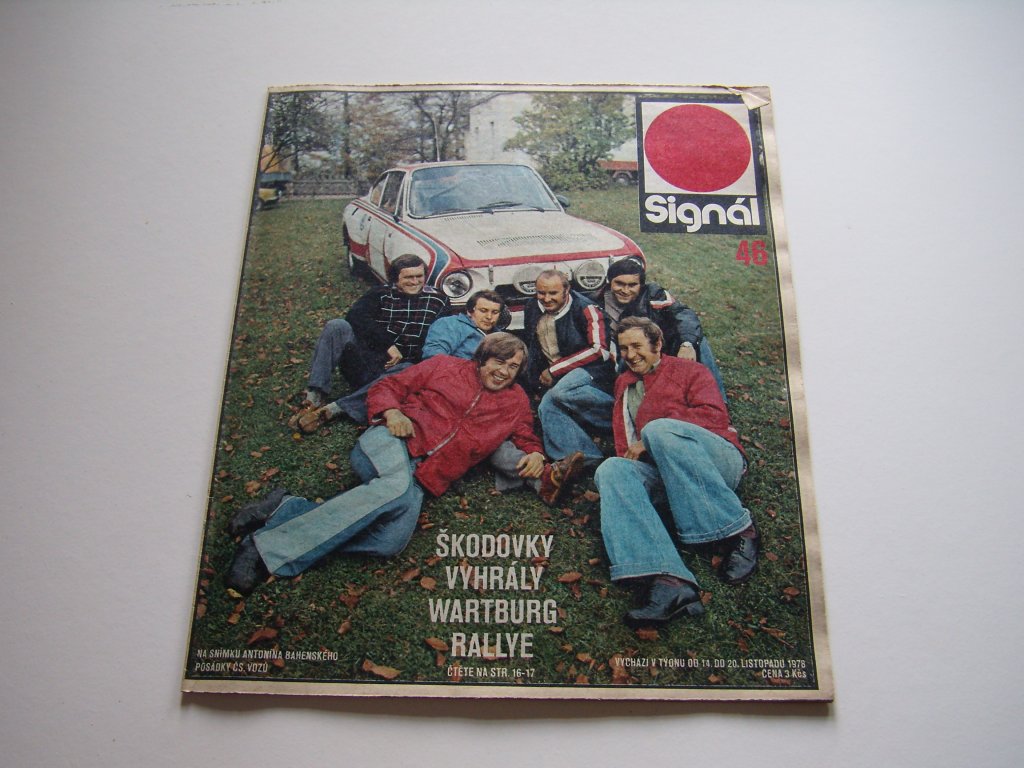 Signál
46
ŠKODOVKY
VYHRÁLY
WARTBURG
RALLYE
ČTĚTE NA STR. 16-17
NA SNÍMKU ANTONÍNA BAHENSKÉHO
POSÁDKY ČS. VOZŮ
VYCHÁZÍ V TÝDNU OD 14. DO 20. LISTOPADU 1978
CENA 3 Kčs